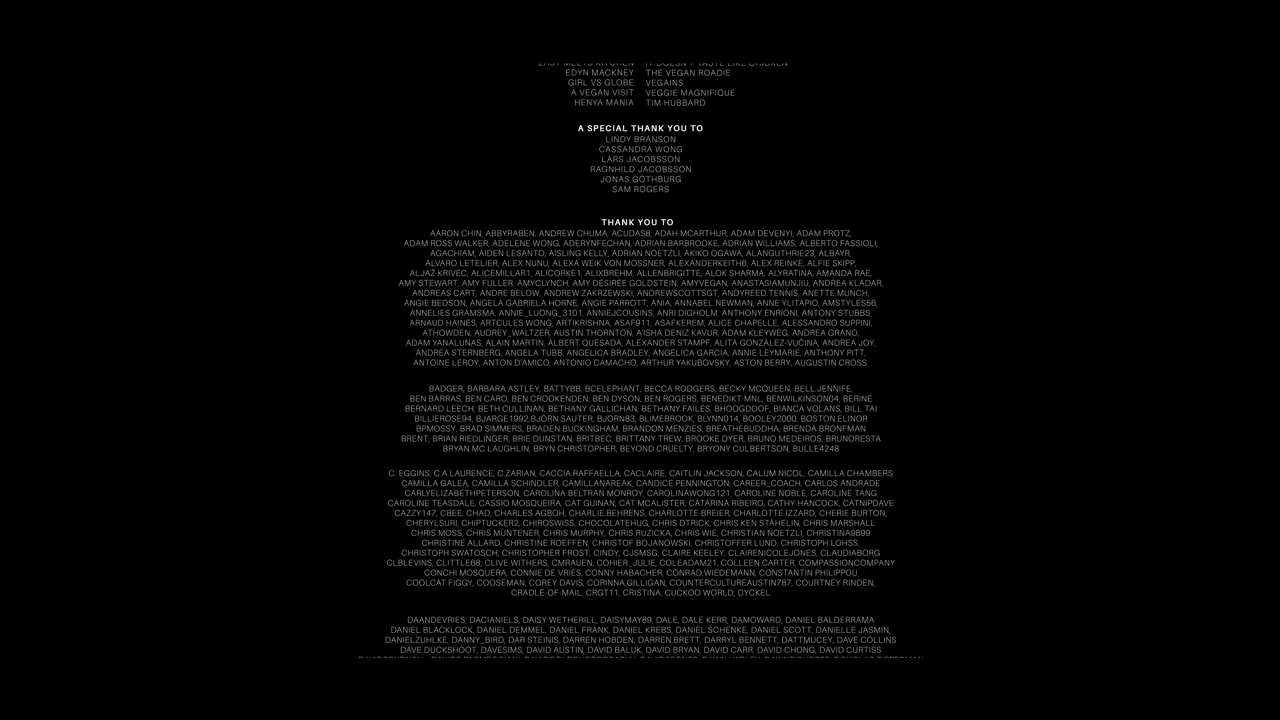 EAST MEETS KITCHEN IT DOESN'T TASTE LIKE CHICKEN
EDYN MACKNEY THE VEGAN ROADIE
GIRL VS GLOBE VEGAINS
A VEGAN VISIT VEGGIE MAGNIFIQUE
HENYA MANIA TIM HUBBARD
A SPECIAL THANK YOU TO
LINDY BRANSON
CASSANDRA WONG
LARS JACOBSSON
RAGNHILD JACOBSSON
JONAS GÖTHBURG
SAM ROGERS
THANK YOU TO
AARON CHIN, ABBYRABEN, ANDREW CHUMA, ACUDAS8, ADAH MCARTHUR, ADAM DEVENYI, ADAM PROTZ,
ADAM ROSS WALKER, ADELENE WONG, ADERYNFECHAN, ADRIAN BARBROOKE, ADRIAN WILLIAMS, ALBERTO FASSIOLI,
AGACHIAM, AIDEN LESANTO, AISLING KELLY, ADRIAN NOETZLI, AKIKO OGAWA, ALANGUTHRIE23, ALBAYR,
ALVARO LETELIER, ALEX NUNU, ALEXA WEIK VON MOSSNER, ALEXANDERKEITH6, ALEX REINKE, ALFIE SKIPP,
ALJAŽ KRIVEC, ALICEMILLAR1, ALICORKE1, ALIXBREHM, ALLENBRIGITTE, ALOK SHARMA, ALYRATINA, AMANDA RAE,
AMY STEWART, AMY FULLER, AMYCLYNCH, AMY DÉSIRÉE GOLDSTEIN, AMYVEGAN, ANASTASIAMUNJIU, ANDREA KLADAR,
ANDREAS CART, ANDRE BELOW, ANDREW ZAKRZEWSKI, ANDREWSCOTTSGT, ANDYREED.TENNIS, ANETTE.MUNCH,
ANGIE BEDSON, ANGELA GABRIELA HORNE, ANGIE PARROTT, ANIA, ANNABEL NEWMAN, ANNE YLITAPIO, AMSTYLES56,
ANNELIES GRAMSMA, ANNIE_LUONG_3101, ANNIEJCOUSINS, ANRI DIGHOLM, ANTHONY ENRIONI, ANTONY STUBBS,
ARNAUD HAINES, ARTCULES WONG, ARTIKRISHNA, ASAF911, ASAFKEREM, ALICE CHAPELLE, ALESSANDRO SUPPINI,
ATHOWDEN, AUDREY_WALTZER, AUSTIN.THORNTON, A'ISHA DENIZ KAVUR, ADAM KLEYWEG, ANDREA GRANO,
ADAM YANALUNAS, ALAIN MARTIN, ALBERT QUESADA, ALEXANDER STAMPF, ALITA GONZÁLEZ-VUČINA, ANDREA JOY,
ANDREA STERNBERG, ANGELA TUBB, ANGELICA BRADLEY, ANGELICA GARCIA, ANNIE LEYMARIE, ANTHONY PITT,
ANTOINE LEROY, ANTON D'AMICO, ANTONIO CAMACHO, ARTHUR YAKUBOVSKY, ASTON BERRY, AUGUSTIN CROSS.
BADGER, BARBARA ASTLEY, BATTYBB, BCELEPHANT, BECCA RODGERS, BECKY MCQUEEN, BELL.JENNIFE,
BEN BARRAS, BEN CARO, BEN CROOKENDEN, BEN DYSON, BEN ROGERS, BENEDIKT MNL, BENWILKINSON04, BERINE
BERNARD LEECH, BETH CULLINAN, BETHANY GALLICHAN, BETHANY.FAILES, BHOOGDOOF, BIANCA VOLANS, BILL TAI
BILLIEROSE94, BJARGE1992,BJÖRN SAUTER, BJORN83, BLIMEBROOK, BLYNN014, BOOLEY2000, BOSTON ELINOR
BPMOSSY, BRAD SIMMERS, BRADEN BUCKINGHAM, BRANDON MENZIES, BREATHEBUDDHA, BRENDA BRONFMAN
BRENT, BRIAN RIEDLINGER, BRIE DUNSTAN, BRITBEC, BRITTANY TREW, BROOKE DYER, BRUNO MEDEIROS, BRUNORESTA
BRYAN MC LAUGHLIN, BRYN CHRISTOPHER, BEYOND CRUELTY, BRYONY CULBERTSON, BULLE4248
C. EGGINS, C.A.LAURENCE, C.ZARIAN, CACCIA.RAFFAELLA, CACLAIRE, CAITLIN JACKSON, CALUM NICOL, CAMILLA CHAMBERS
CAMILLA GALEA, CAMILLA SCHINDLER, CAMILLANAREAK, CANDICE PENNINGTON, CAREER_COACH, CARLOS ANDRADE
CARLYELIZABETHPETERSON, CAROLINA BELTRAN MONROY, CAROLINAWONG121, CAROLINE NOBLE, CAROLINE TANG
CAROLINE TEASDALE, CASSIO MOSQUEIRA, CAT GUINAN, CAT MCALISTER, CATARINA RIBEIRO, CATHY HANCOCK, CATNIPDAVE
CAZZY147, CBEE, CHAD, CHARLES AGBOH, CHARLIE.BEHRENS, CHARLOTTE BREIER, CHARLOTTE IZZARD, CHERIE BURTON,
CHERYLSURI, CHIPTUCKER2, CHIROSWISS, CHOCOLATEHUG, CHRIS DTRICK, CHRIS KEN STÄHELIN, CHRIS MARSHALL
CHRIS MOSS, CHRIS MÜNTENER, CHRIS MURPHY, CHRIS RUZICKA, CHRIS WIE, CHRISTIAN NOETZLI, CHRISTINA9899
CHRISTINE ALLARD, CHRISTINE ROEFFEN, CHRISTOF BOJANOWSKI, CHRISTOFFER LUND, CHRISTOPH LOHSS,
CHRISTOPH SWATOSCH, CHRISTOPHER FROST, CINDY, CJSMSG, CLAIRE KEELEY, CLAIRENICOLEJONES, CLAUDIABORG
CLBLEVINS, CLITTLE68, CLIVE WITHERS, CMRAUEN, COHIER_JULIE, COLEADAM21, COLLEEN CARTER, COMPASSIONCOMPANY
CONCHI MOSQUERA, CONNIE DE VRIES, CONNY HABACHER, CONRAD WIEDEMANN, CONSTANTIN PHILIPPOU
COOLCAT.FIGGY, COOSEMAN, COREY DAVIS, CORINNA.GILLIGAN, COUNTERCULTUREAUSTIN787, COURTNEY RINDEN,
CRADLE-OF-MAIL, CRGT11, CRISTINA, CUCKOO WORLD, CYCKEL
DAANDEVRIES, DACIANIELS, DAISY WETHERILL, DAISYMAY89, DALE, DALE KERR, DAMOWARD, DANIEL BALDERRAMA
DANIEL BLACKLOCK, DANIEL DEMMEL, DANIEL FRANK, DANIEL KREBS, DANIEL SCHENKE, DANIEL SCOTT, DANIELLE JASMIN,
DANIELZUHLKE, DANNY_BIRD, DAR STEINIS, DARREN HOBDEN, DARREN BRETT, DARRYL BENNETT, DATTMUCEY, DAVE COLLINS
DAVE DUCKSHOOT, DAVESIMS, DAVID AUSTIN, DAVID BALUK, DAVID BRYAN, DAVID CARR, DAVID CHONG, DAVID CURTISS